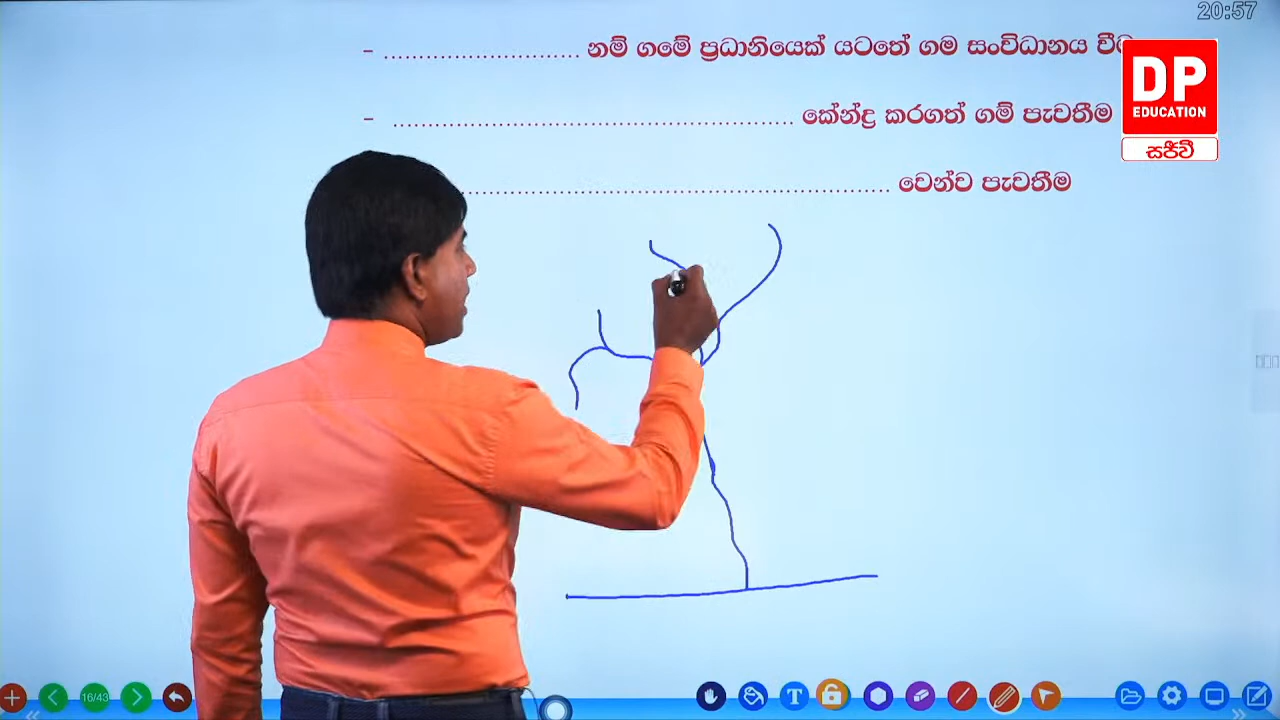 20:57
- ........................... නම් ගමේ ප්‍රධානියෙක් යටතේ ගම සංවිධානය වීම
- ....................................................... කේන්ද්‍ර කරගත් ගම් පැවතීම
........................................................... වෙන්ව පැවතීම
DP
EDUCATION
සජීවී
16/43
T